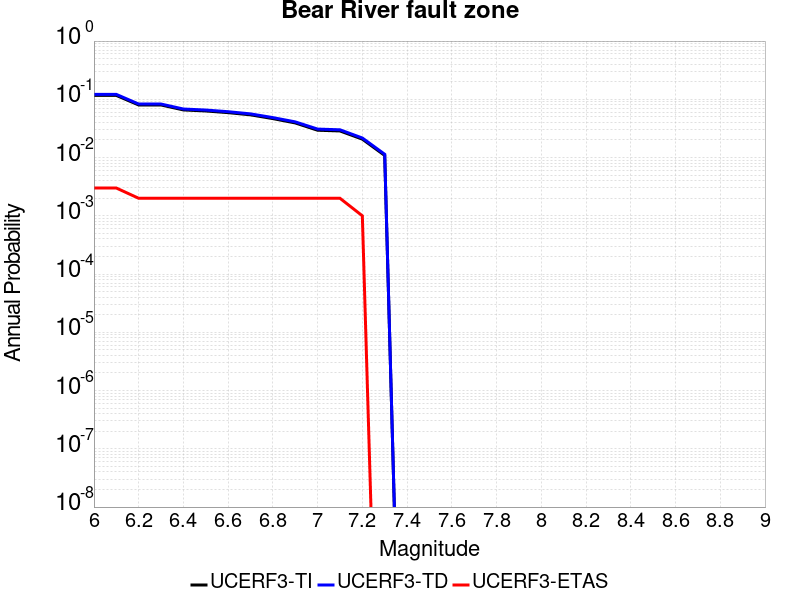 Bear River fault zone
10^0
10^-1
10^-2
10^-3
10^-4
10^-5
10^-6
10^-7
10^-8
Annual Probability
6 6.2 6.4 6.6 6.8 7 7.2 7.4 7.6 7.8 8 8.2 8.4 8.6 8.8 9
Magnitude
UCERF3-TI UCERF3-TD UCERF3-ETAS